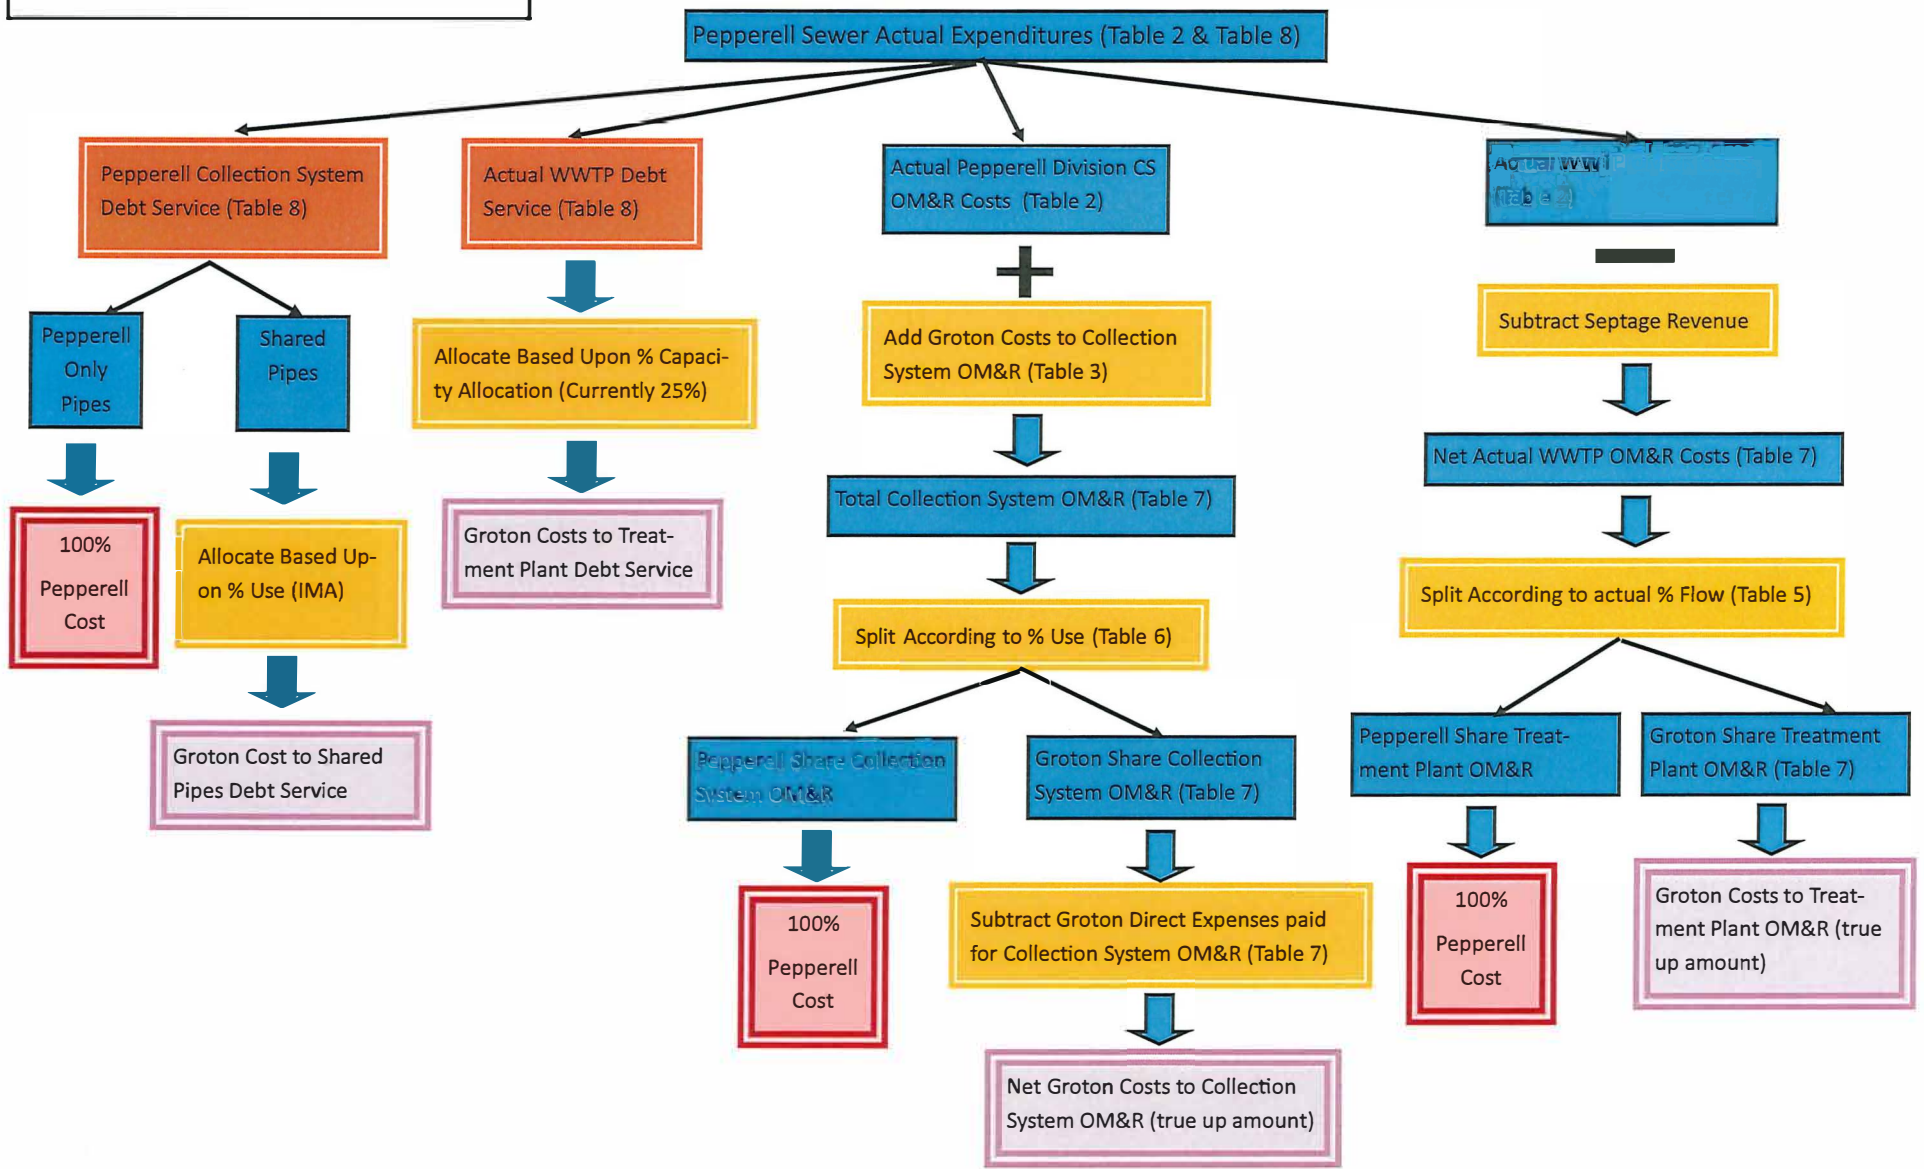 Pepperell Sewer Actual Expenditures (Table 2 & Table 8)
Pepperell Collection System
Debt Service (Table 8)
Actual WWTP Debt
Service (Table 8)
Actual Pepperell Division CS
OM&R Costs (Table 2)
Actual
(Table 2)
Pepperell
Only
Pipes
Shared
Pipes
Allocate Based Upon % Capaci-
ty Allocation (Currently 25%)
Add Groton Costs to Collection
System OM&R (Table 3)
Subtract Septage Revenue
Net Actual WWTP OM&R Costs (Table 7)
Total Collection System OM&R (Table 7)
100%
Pepperell
Cost
Allocate Based Up-
on % Use (IMA)
Groton Costs to Treat-
ment Plant Debt Service
Split According to % Use (Table 6)
Split According to actual % Flow (Table 5)
Groton Cost to Shared
Pipes Debt Service
Pepperell Share Collection
System OM&R
Groton Share Collection
System OM&R (Table 7)
Pepperell Share Treat-
ment Plant OM&R
Groton Share Treatment
Plant OM&R (Table 7)
100%
Pepperell
Cost
Subtract Groton Direct Expenses paid
for Collection System OM&R (Table 7)
100%
Pepperell
Cost
Groton Costs to Treat-
ment Plant OM&R (true
up amount)
Net Groton Costs to Collection
System OM&R (true up amount)